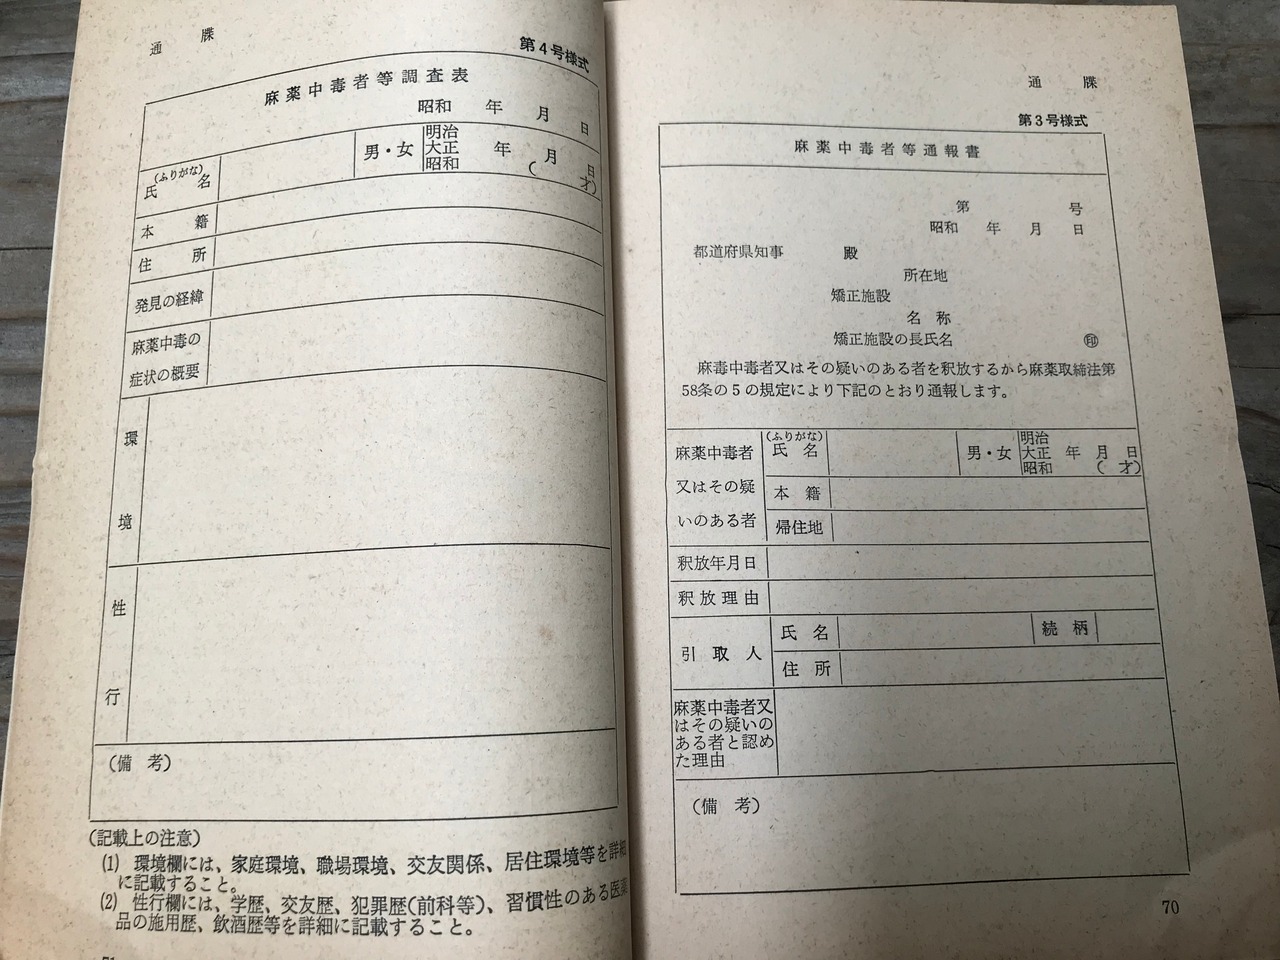 通牒
第4号様式
麻薬中毒者等調査表
昭和 年 月 日
(ふりがな)
氏名
男・女
明治
大正
昭和
年 月 日
( 才)
本籍
住所
発見の経緯
麻薬中毒の
症状の概要
環境
性行
(備考)
(記載上の注意)
(1) 環境欄には、家庭環境、職場環境、交友関係、居住環境等を詳細
に記載すること。
(2) 性行欄には、学歴、交友歴、犯罪歴(前科等)、習慣性のある医薬
品の施用歴、飲酒歴等を詳細に記載すること。
通牒
第3号様式
麻薬中毒者等通報書
第 号
昭和 年 月 日
都道府県知事 殿
所在地
矯正施設
名称
矯正施設の長氏名 ㊞
麻毒中毒者又はその疑いのある者を釈放するから麻薬取締法第
58条の5の規定により下記のとおり通報します。
麻薬中毒者
又はその疑
いのある者
(ふりがな)
氏名
男・女
明治
大正 年 月 日
昭和 ( 才)
本籍
帰住地
釈放年月日
釈放理由
引取人
氏名
続柄
住所
麻薬中毒者又
はその疑いの
ある者と認め
た理由
(備考)
70